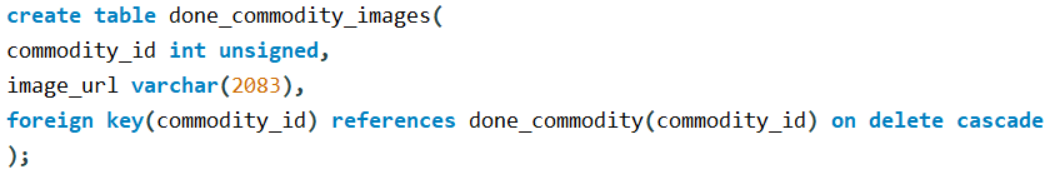 create table done_commodity_images(
commodity_id int unsigned,
image_url varchar(2083),
foreign key(commodity_id) references done_commodity(commodity_id) on delete cascade
);